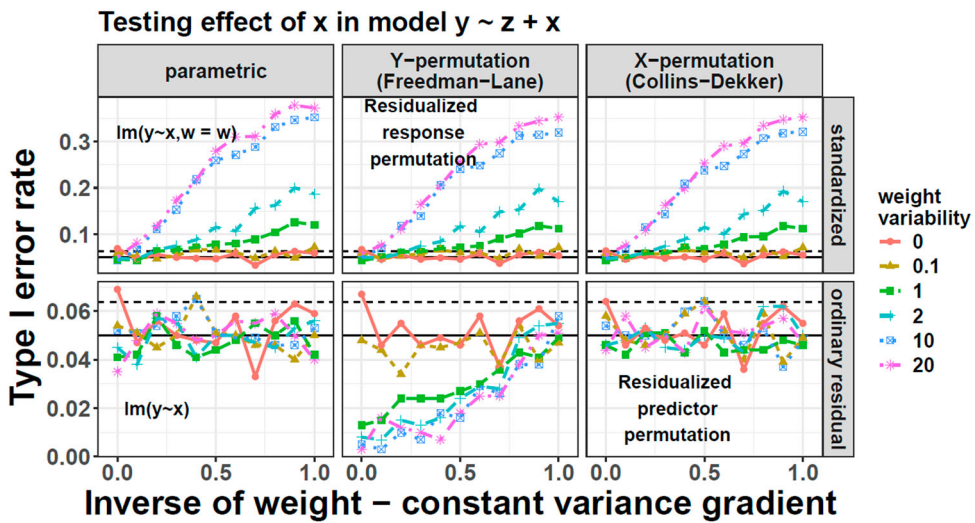 Testing effect of x in model y ~ z + x
parametric
Y−permutation
(Freedman−Lane)
X−permutation
(Collins−Dekker)
lm(y~x,w = w)
Residualized
response
permutation
standardized
0.3
0.2
0.1
Type I error rate
weight
variability
0
0.1
1
2
10
20
0.06
0.04
0.02
0.00
lm(y~x)
Residualized
predictor
permutation
ordinary residual
0.0 0.5 1.0 0.0 0.5 1.0 0.0 0.5 1.0
Inverse of weight − constant variance gradient